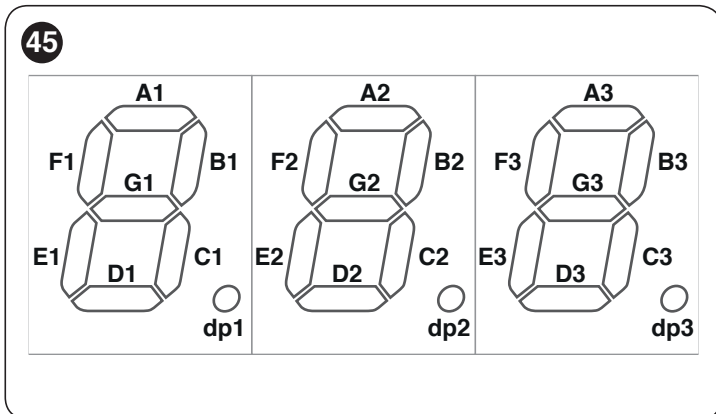 45
A1 A2 A3
F1 B1 F2 B2 F3 B3
G1 G2 G3
E1 C1 E2 C2 E3 C3
D1 D2 D3
dp1 dp2 dp3